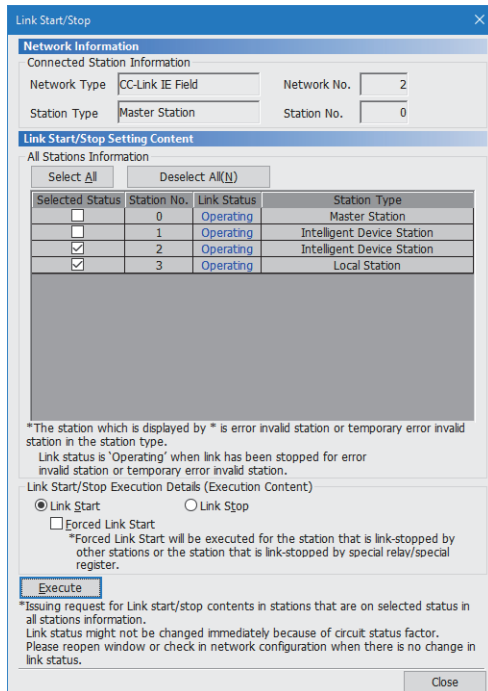 Link Start/Stop
Network Information
Connected Station Information
Network Type CC-Link IE Field Network No. 2
Station Type Master Station Station No. 0
Link Start/Stop Setting Content
All Stations Information
Select All Deselect All(N)
Selected Status Station No. Link Status Station Type
0 Operating Master Station
1 Operating Intelligent Device Station
2 Operating Intelligent Device Station
3 Operating Local Station
*The station which is displayed by * is error invalid station or temporary error invalid
station in the station type.
Link status is ‘Operating’ when link has been stopped for error
invalid station or temporary error invalid station.
Link Start/Stop Execution Details (Execution Content)
Link Start Link Stop
Forced Link Start
*Forced Link Start will be executed for the station that is link-stopped by
other stations or the station that is link-stopped by special relay/special
register.
Execute
*Issuing request for Link start/stop contents in stations that are on selected status in
all stations information.
Link status might not be changed immediately because of circuit status factor.
Please reopen window or check in network configuration when there is no change in
link status.
Close